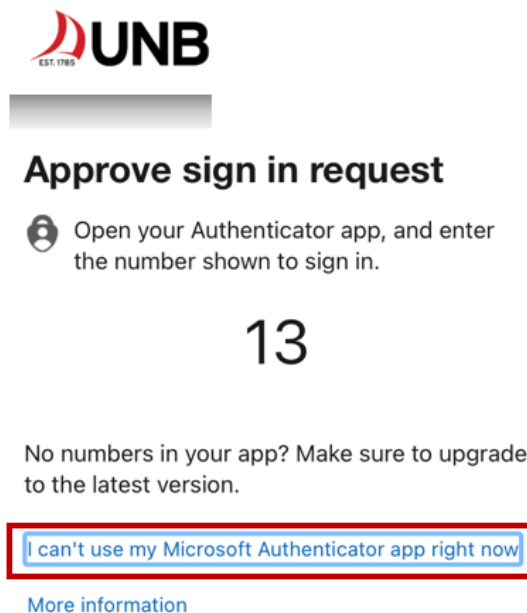 UNB
EST. 1785
Approve sign in request
Open your Authenticator app, and enter
the number shown to sign in.
13
No numbers in your app? Make sure to upgrade
to the latest version.
I can't use my Microsoft Authenticator app right now
More information